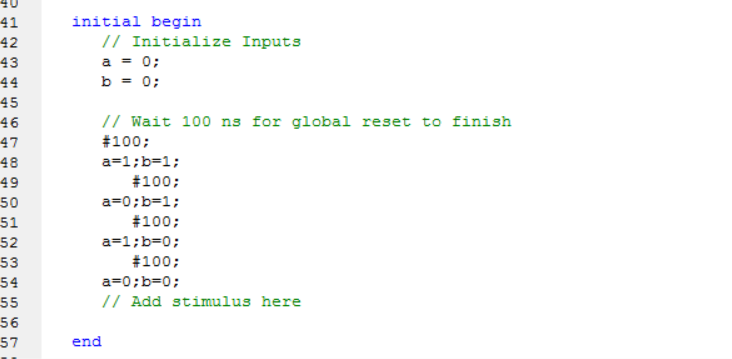 41 initial begin
42 // Initialize Inputs
43 a = 0;
44 b = 0;
45
46 // Wait 100 ns for global reset to finish
47 #100;
48 a=1;b=1;
49 #100;
50 a=0;b=1;
51 #100;
52 a=1;b=0;
53 #100;
54 a=0;b=0;
55 // Add stimulus here
56
57 end